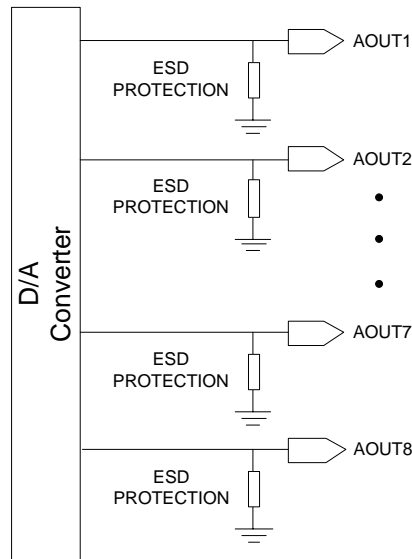 AOUT1
ESD
PROTECTION
AOUT2
ESD
PROTECTION
D/A
Converter
AOUT7
ESD
PROTECTION
AOUT8
ESD
PROTECTION